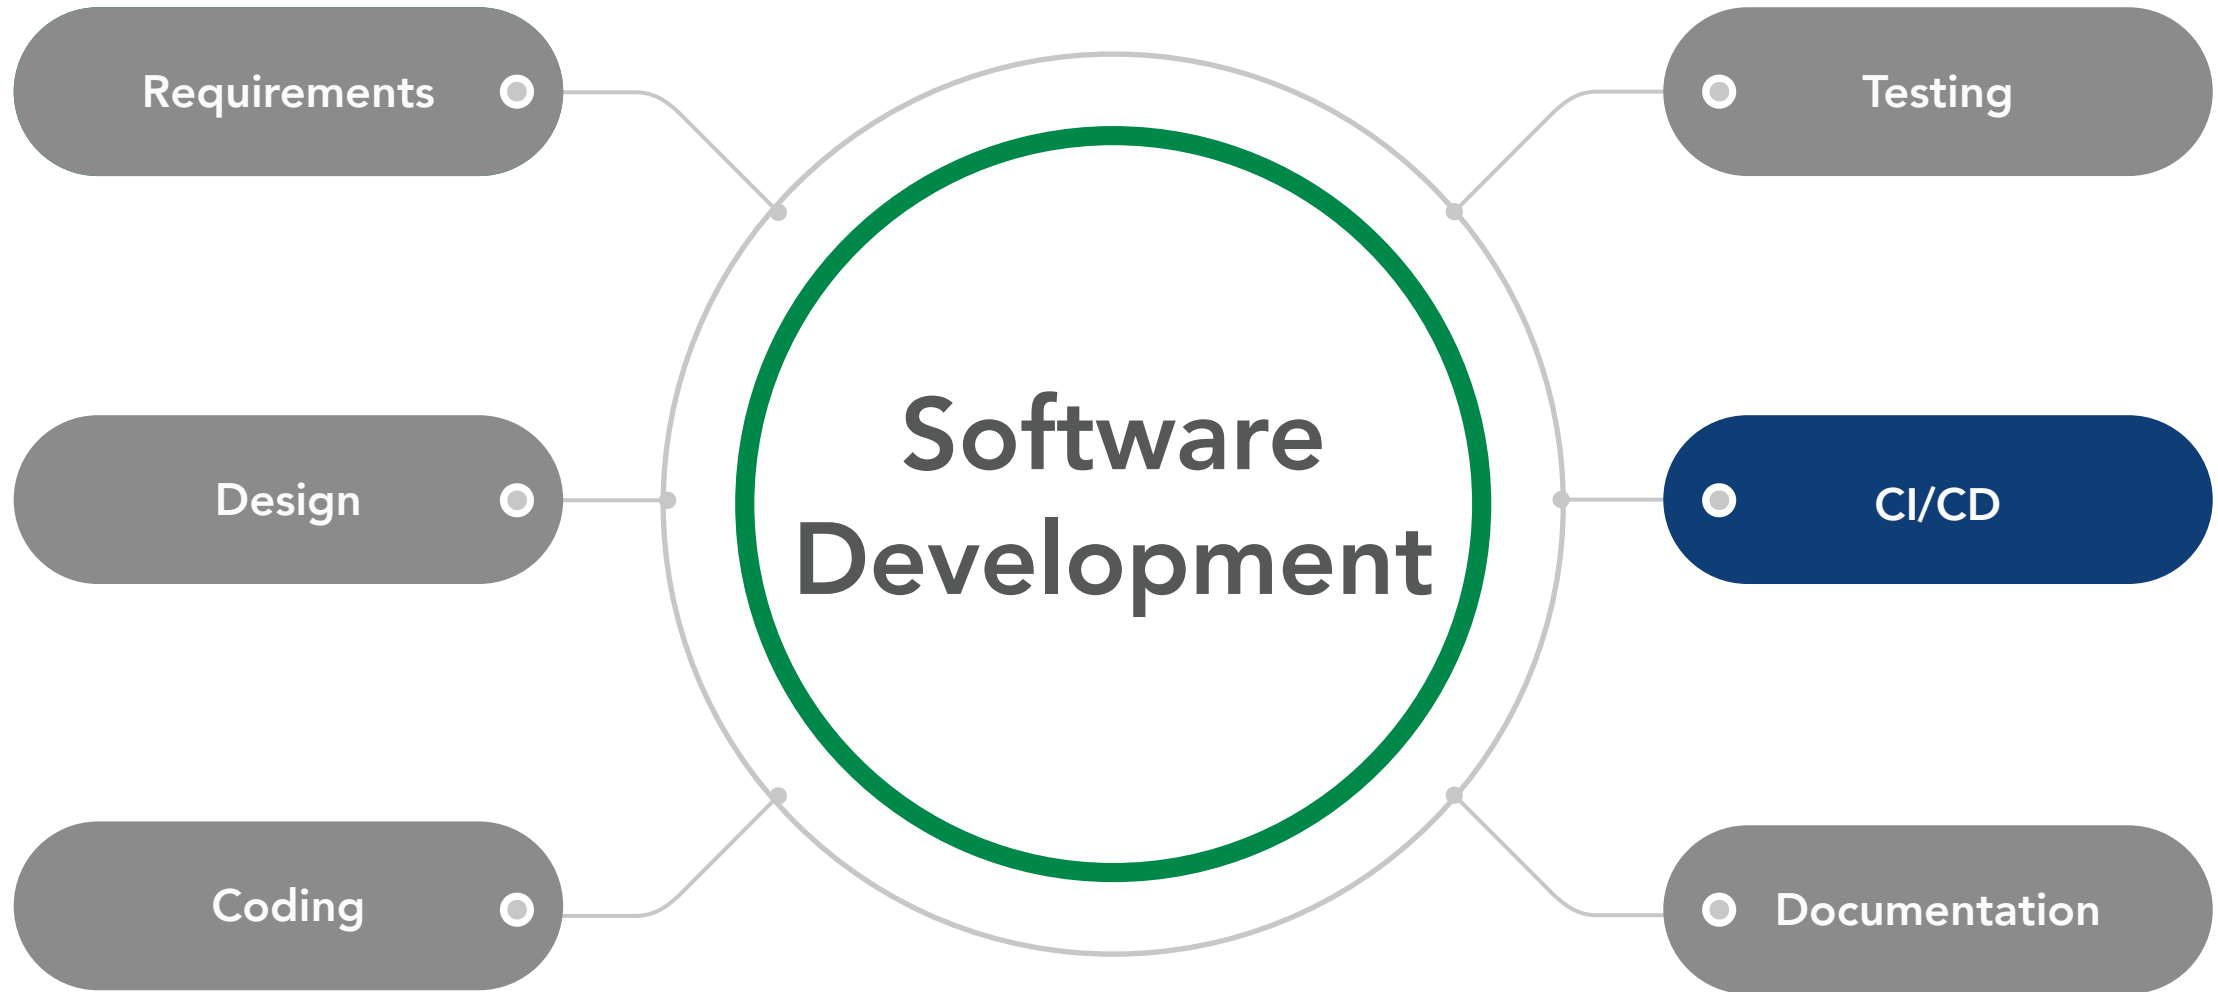 Requirements
Design
Coding
Software
Development
Testing
CI/CD
Documentation